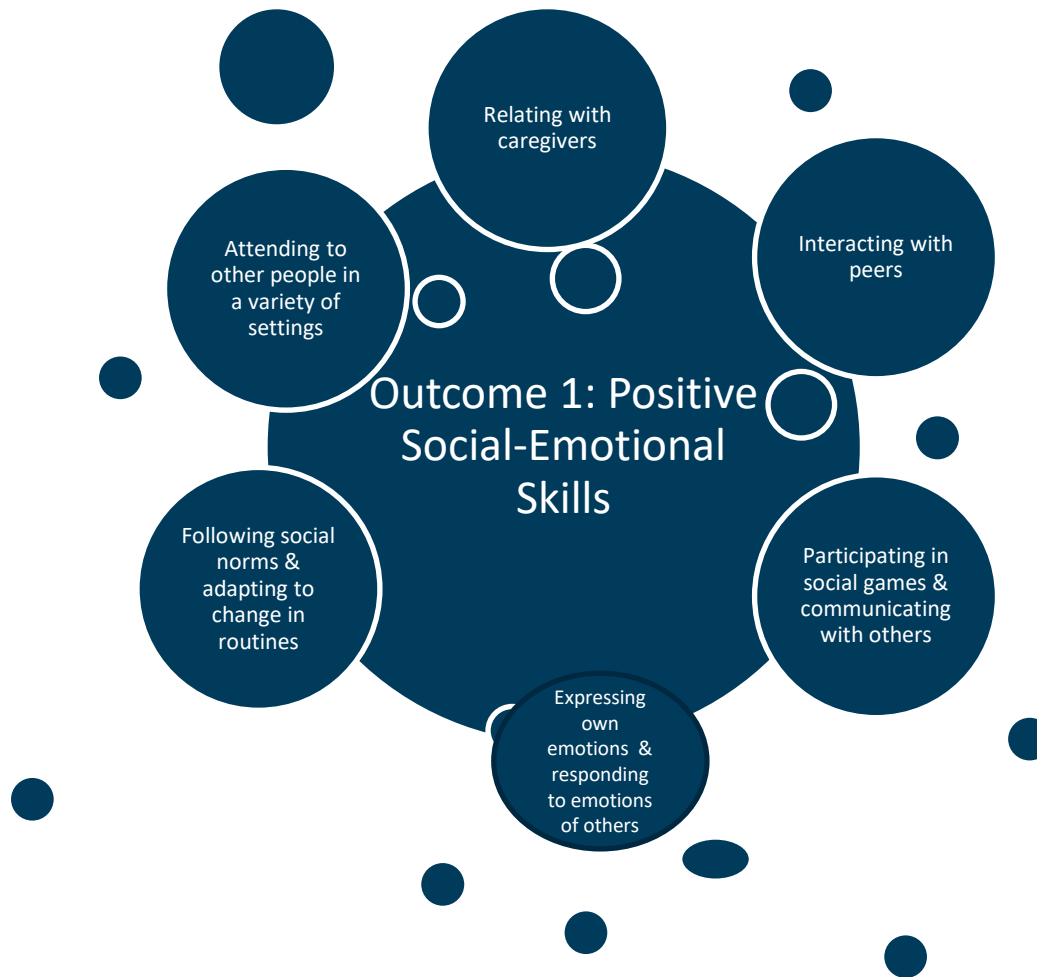 Relating with
caregivers
Interacting with
peers
Attending to
other people in
a variety of
settings
Outcome 1: Positive
Social-Emotional
Skills
Following social
norms &
adapting to
change in
routines
Participating in
social games &
communicating
with others
Expressing
own
emotions &
responding
to emotions
of others